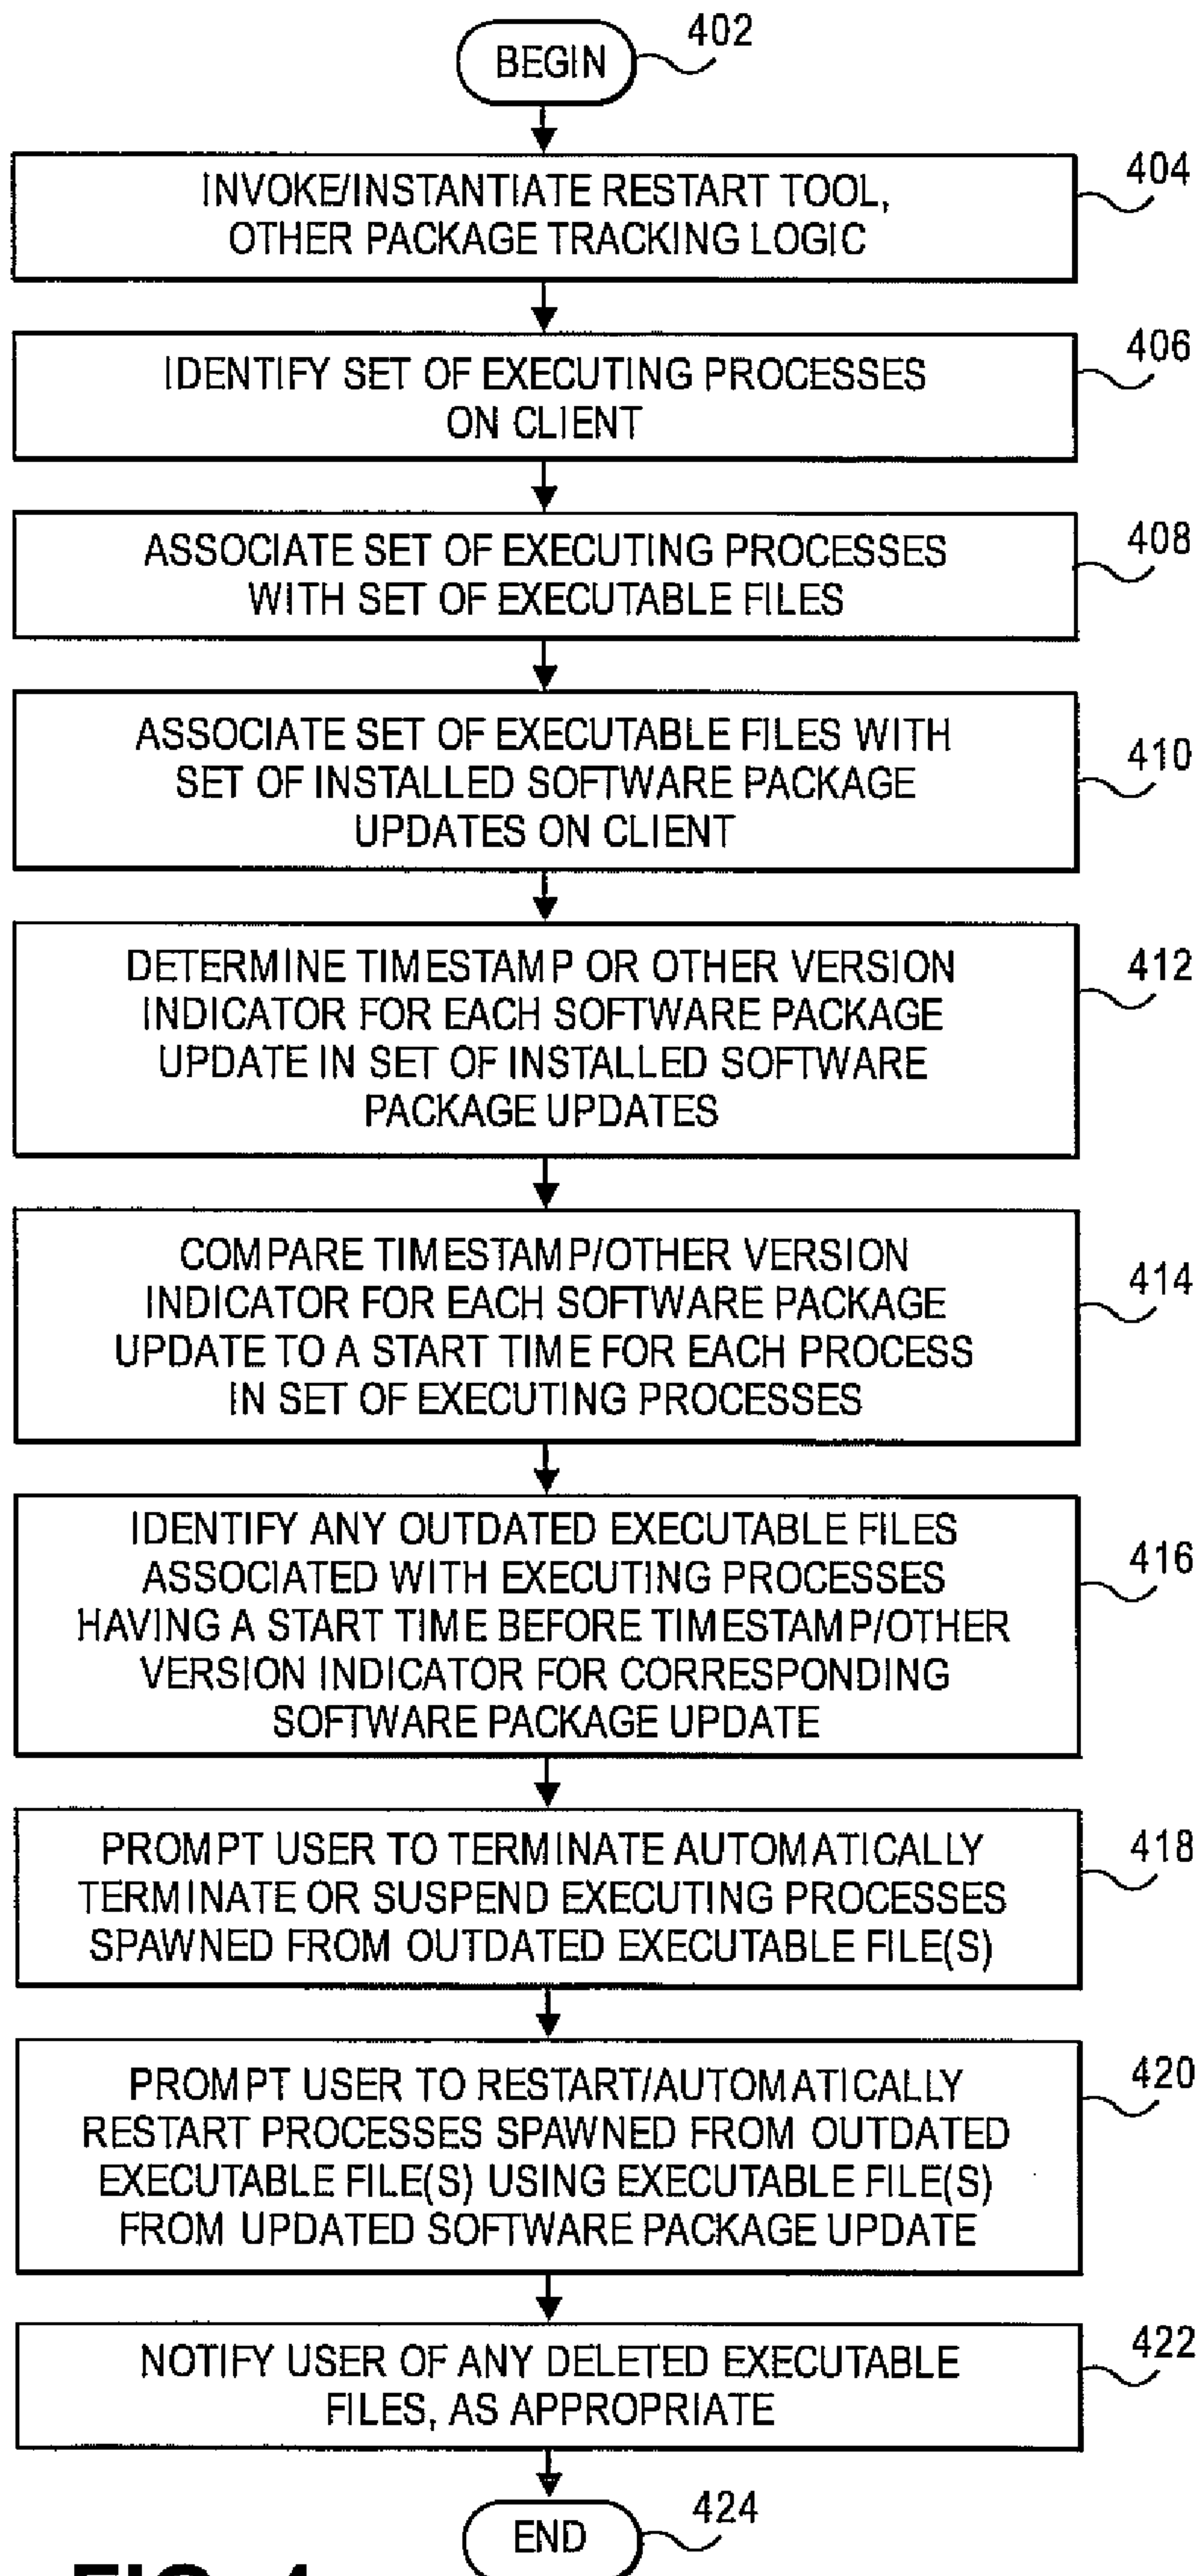 BEGIN
402
INVOKE/INSTANTIATE RESTART TOOL,
OTHER PACKAGE TRACKING LOGIC
404
IDENTIFY SET OF EXECUTING PROCESSES
ON CLIENT
406
ASSOCIATE SET OF EXECUTING PROCESSES
WITH SET OF EXECUTABLE FILES
408
ASSOCIATE SET OF EXECUTABLE FILES WITH
SET OF INSTALLED SOFTWARE PACKAGE
UPDATES ON CLIENT
410
DETERMINE TIMESTAMP OR OTHER VERSION
INDICATOR FOR EACH SOFTWARE PACKAGE
UPDATE IN SET OF INSTALLED SOFTWARE
PACKAGE UPDATES
412
COMPARE TIMESTAMP/OTHER VERSION
INDICATOR FOR EACH SOFTWARE PACKAGE
UPDATE TO A START TIME FOR EACH PROCESS
IN SET OF EXECUTING PROCESSES
414
IDENTIFY ANY OUTDATED EXECUTABLE FILES
ASSOCIATED WITH EXECUTING PROCESSES
HAVING A START TIME BEFORE TIMESTAMP/OTHER
VERSION INDICATOR FOR CORRESPONDING
SOFTWARE PACKAGE UPDATE
416
PROMPT USER TO TERMINATE AUTOMATICALLY
TERMINATE OR SUSPEND EXECUTING PROCESSES
SPAWNED FROM OUTDATED EXECUTABLE FILE(S)
418
PROMPT USER TO RESTART/AUTOMATICALLY
RESTART PROCESSES SPAWNED FROM OUTDATED
EXECUTABLE FILE(S) USING EXECUTABLE FILE(S)
FROM UPDATED SOFTWARE PACKAGE UPDATE
420
NOTIFY USER OF ANY DELETED EXECUTABLE
FILES, AS APPROPRIATE
422
END
424